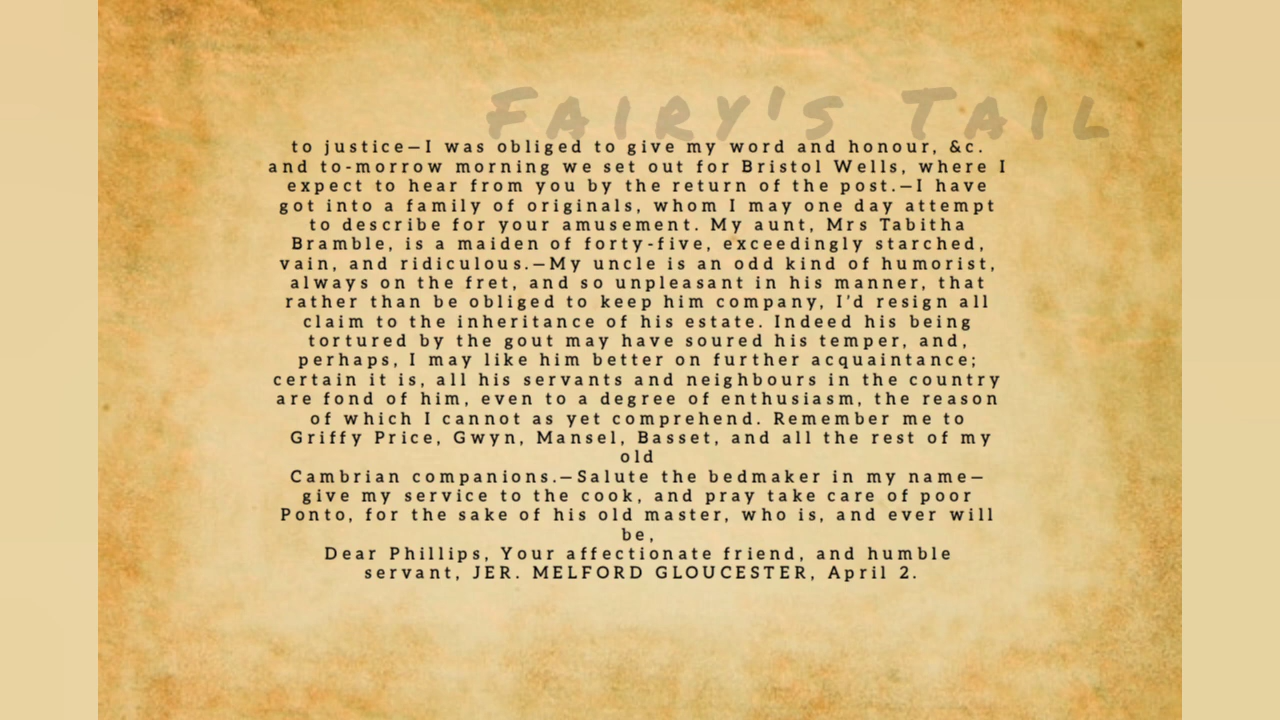 Fairy's Tail
to justice—I was obliged to give my word and honour, &c.
and to-morrow morning we set out for Bristol Wells, where I
expect to hear from you by the return of the post.—I have
got into a family of originals, whom I may one day attempt
to describe for your amusement. My aunt, Mrs Tabitha
Bramble, is a maiden of forty-five, exceedingly starched,
vain, and ridiculous.—My uncle is an odd kind of humorist,
always on the fret, and so unpleasant in his manner, that
rather than be obliged to keep him company, I'd resign all
claim to the inheritance of his estate. Indeed his being
tortured by the gout may have soured his temper, and,
perhaps, I may like him better on further acquaintance;
certain it is, all his servants and neighbours in the country
are fond of him, even to a degree of enthusiasm, the reason
of which I cannot as yet comprehend. Remember me to
Griffy Price, Gwyn, Mansel, Basset, and all the rest of my
old
Cambrian companions.—Salute the bedmaker in my name—
give my service to the cook, and pray take care of poor
Ponto, for the sake of his old master, who is, and ever will
be,
Dear Phillips, Your affectionate friend, and humble
servant, JER. MELFORD GLOUCESTER, April 2.